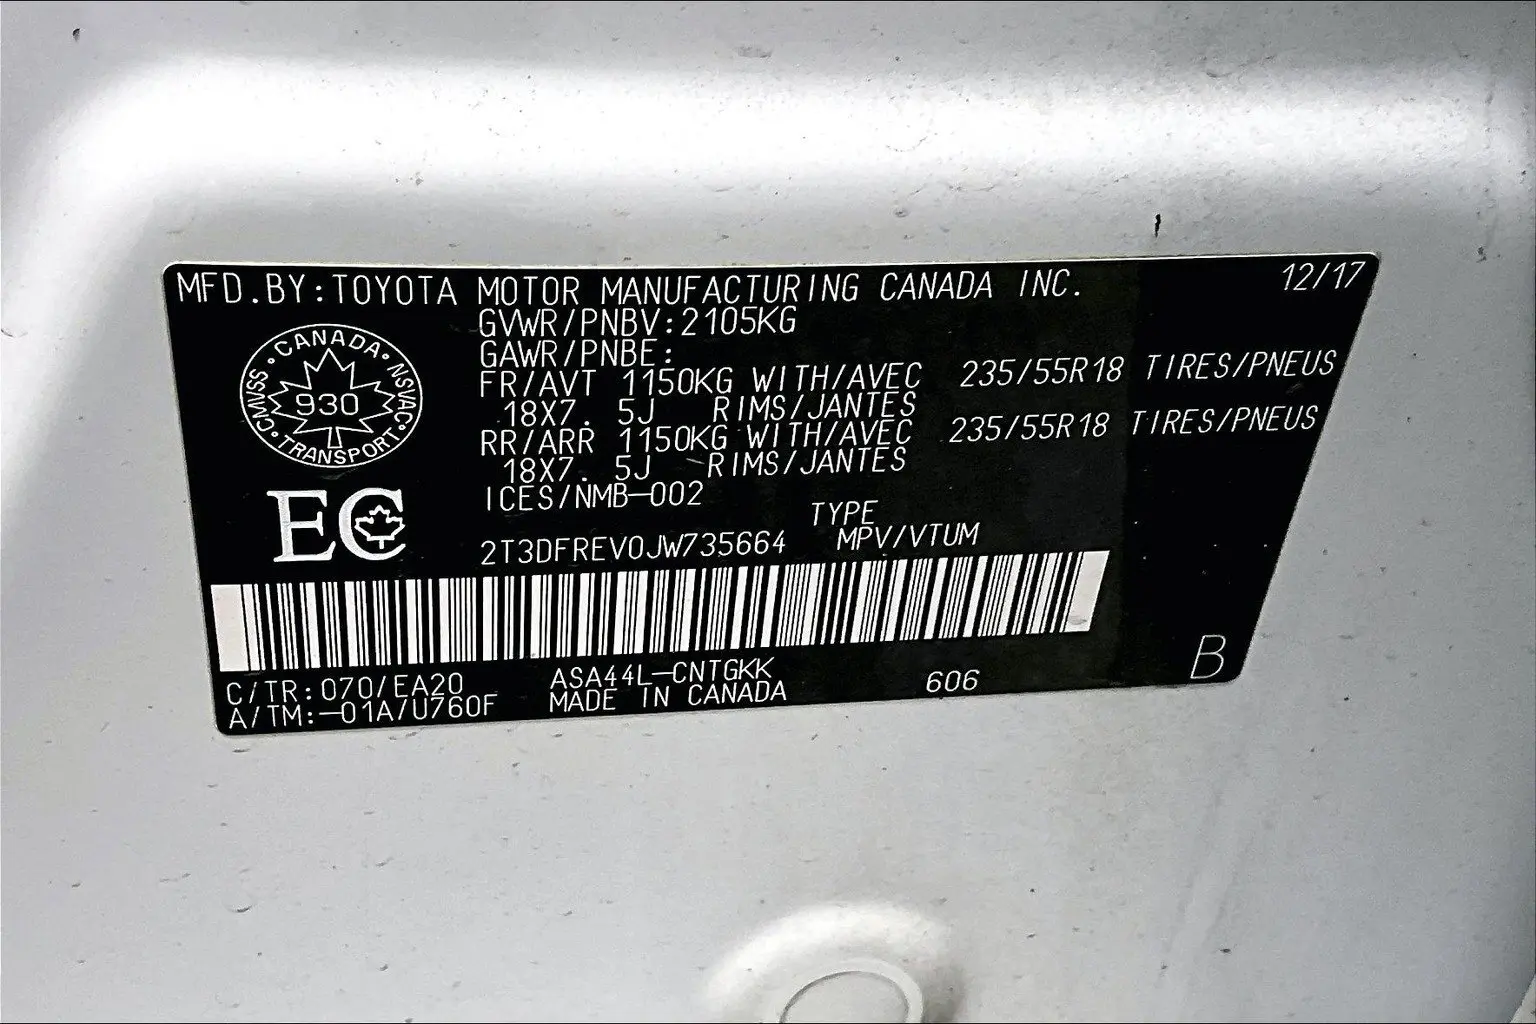 MFD.BY:TOYOTA MOTOR MANUFACTURING CANADA INC. 12/17
GVWR/PNBV:2105KG
GAWR/PNBE:
FR/AVT 1150KG WITH/AVEC 235/55R18 TIRES/PNEUS
18X7. 5J RIMS/JANTES
RR/ARR 1150KG WITH/AVEC 235/55R18 TIRES/PNEUS
18X7. 5J RIMS/JANTES
ICES/NMB-002
·CANADA·
CMVSS· 930 ·NSVAC
·TRANSPORT·
EC
TYPE
2T3DFREV0JW735664 MPV/VTUM
C/TR:070/EA20 ASA44L-CNTGKK 606 B
A/TM:-01A/U760F MADE IN CANADA